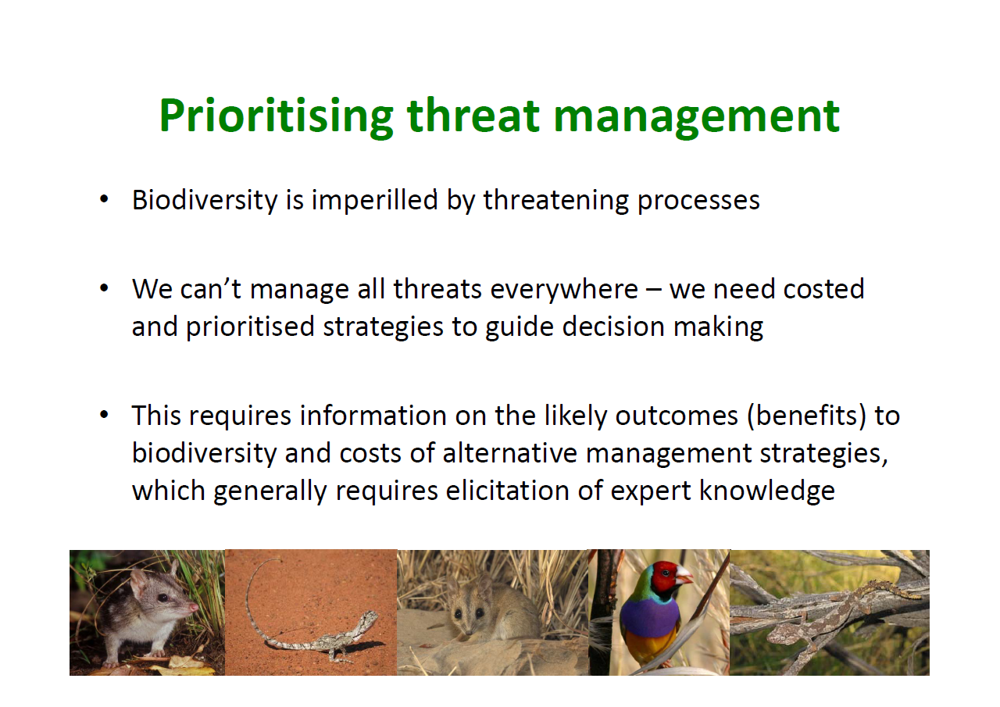 Prioritising threat management
• Biodiversity is imperilled by threatening processes
• We can’t manage all threats everywhere – we need costed
and prioritised strategies to guide decision making
• This requires information on the likely outcomes (benefits) to
biodiversity and costs of alternative management strategies,
which generally requires elicitation of expert knowledge